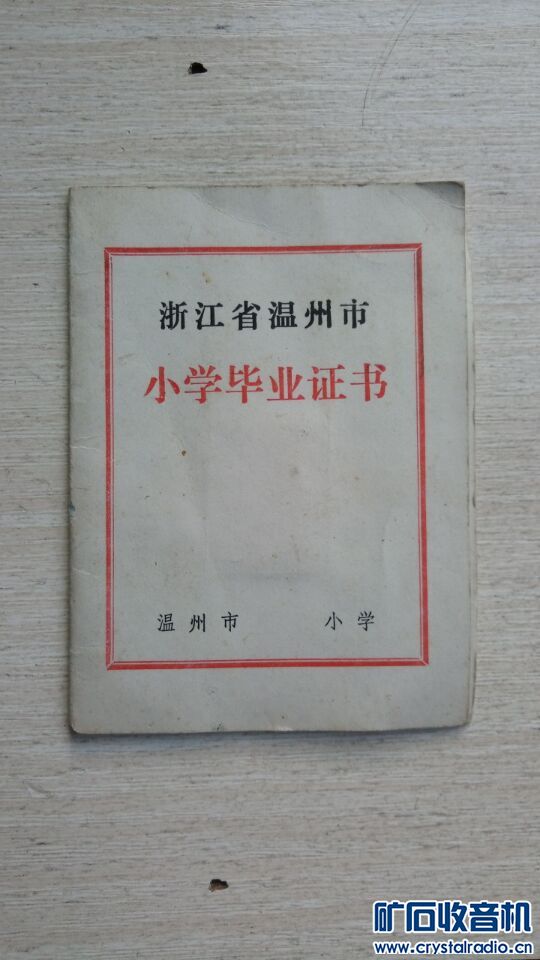 浙江省温州市
小学毕业证书
温州市 小学
矿石收音机
www.crystalradio.cn